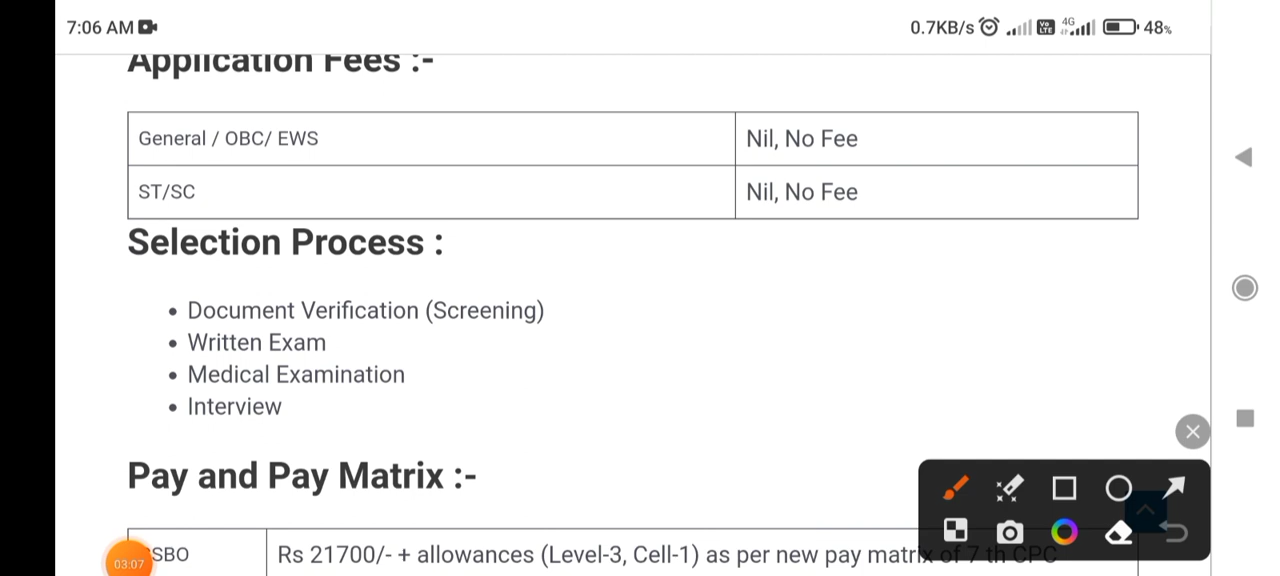 7:06 AM 0.7KB/s 4G 48%
Application Fees :-
General / OBC/ EWS Nil, No Fee
ST/SC Nil, No Fee
Selection Process :
• Document Verification (Screening)
• Written Exam
• Medical Examination
• Interview
Pay and Pay Matrix :-
SBO Rs 21700/- + allowances (Level-3, Cell-1) as per new pay matrix of 7 th CPC
03:07